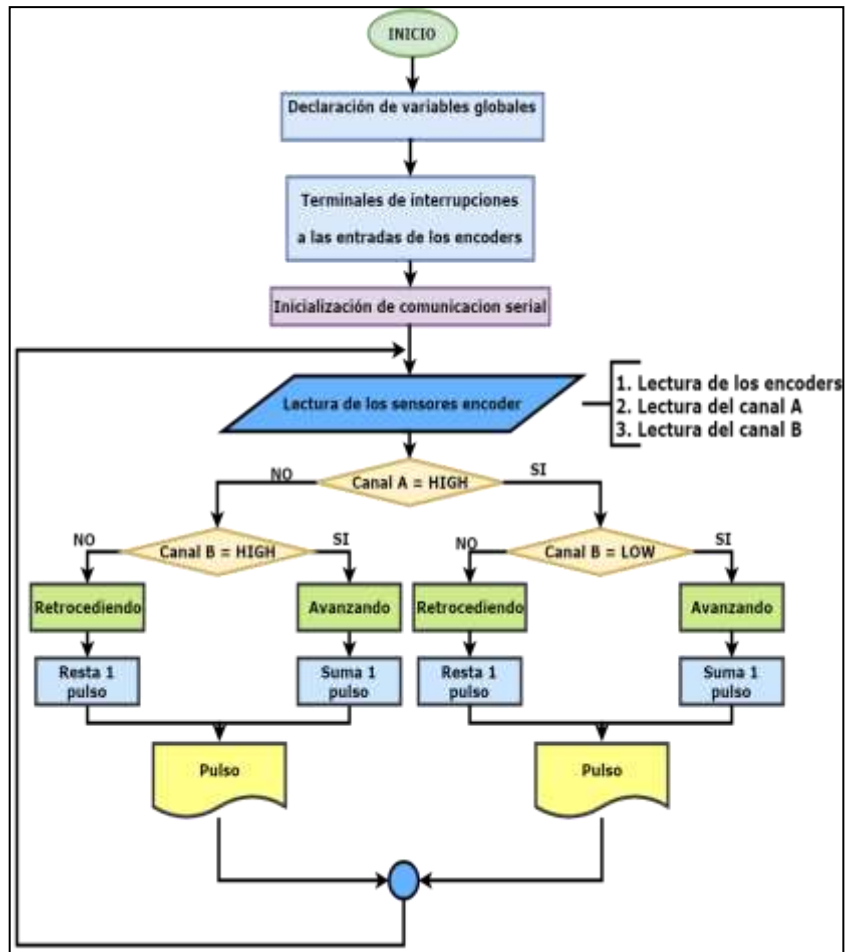 INICIO
Declaración de variables globales
Terminales de interrupciones
a las entradas de los encoders
Inicialización de comunicacion serial
Lectura de los sensores encoder
1. Lectura de los encoders
2. Lectura del canal A
3. Lectura del canal B
NO
Canal A = HIGH
SI
NO
Canal B = HIGH
SI
NO
Canal B = LOW
SI
Retrocediendo
Avanzando
Retrocediendo
Avanzando
Resta 1
pulso
Suma 1
pulso
Resta 1
pulso
Suma 1
pulso
Pulso
Pulso